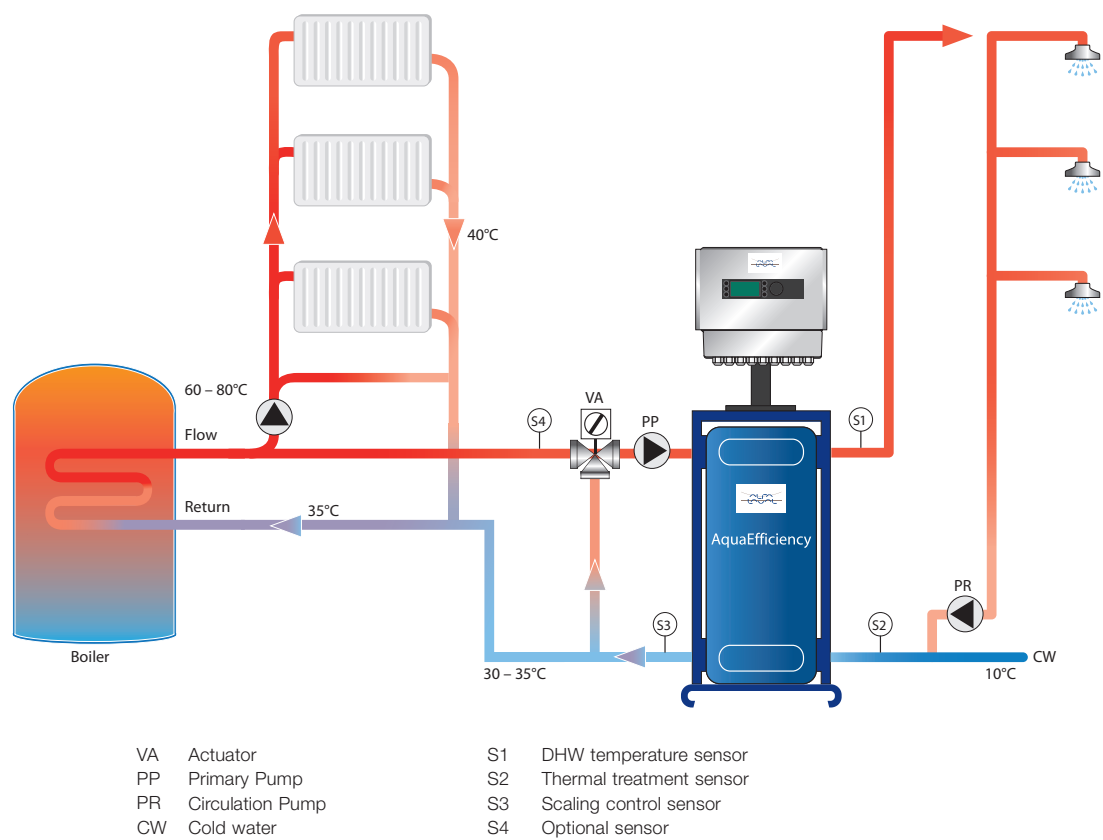 40°C
60 – 80°C
Flow
S4
VA
PP
S1
Return
35°C
ALFA
LAVAL
AquaEfficiency
PR
S3
S2
CW
Boiler
30 – 35°C
10°C
VA Actuator
PP Primary Pump
PR Circulation Pump
CW Cold water
S1 DHW temperature sensor
S2 Thermal treatment sensor
S3 Scaling control sensor
S4 Optional sensor